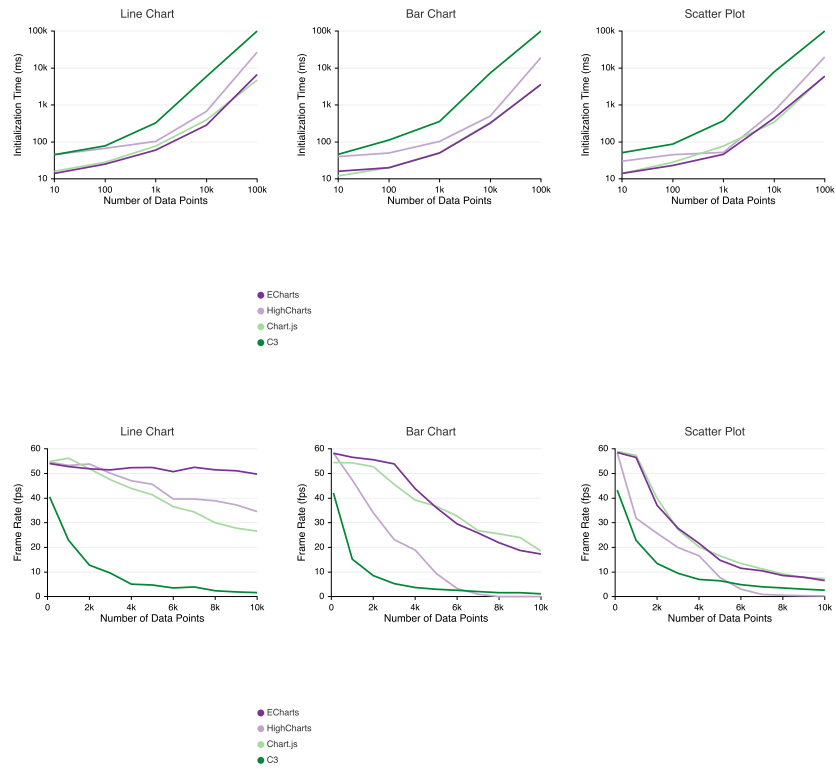 Line Chart
Bar Chart
Scatter Plot
Initialization Time (ms)
100k
10k
1k
100
10
10 100 1k 10k 100k
Number of Data Points
Initialization Time (ms)
100k
10k
1k
100
10
10 100 1k 10k 100k
Number of Data Points
Initialization Time (ms)
100k
10k
1k
100
10
10 100 1k 10k 100k
Number of Data Points
ECharts
HighCharts
Chart.js
C3
Line Chart
Bar Chart
Scatter Plot
Frame Rate (fps)
60
50
40
30
20
10
0
0 2k 4k 6k 8k 10k
Number of Data Points
Frame Rate (fps)
60
50
40
30
20
10
0
0 2k 4k 6k 8k 10k
Number of Data Points
Frame Rate (fps)
60
50
40
30
20
10
0
0 2k 4k 6k 8k 10k
Number of Data Points
ECharts
HighCharts
Chart.js
C3